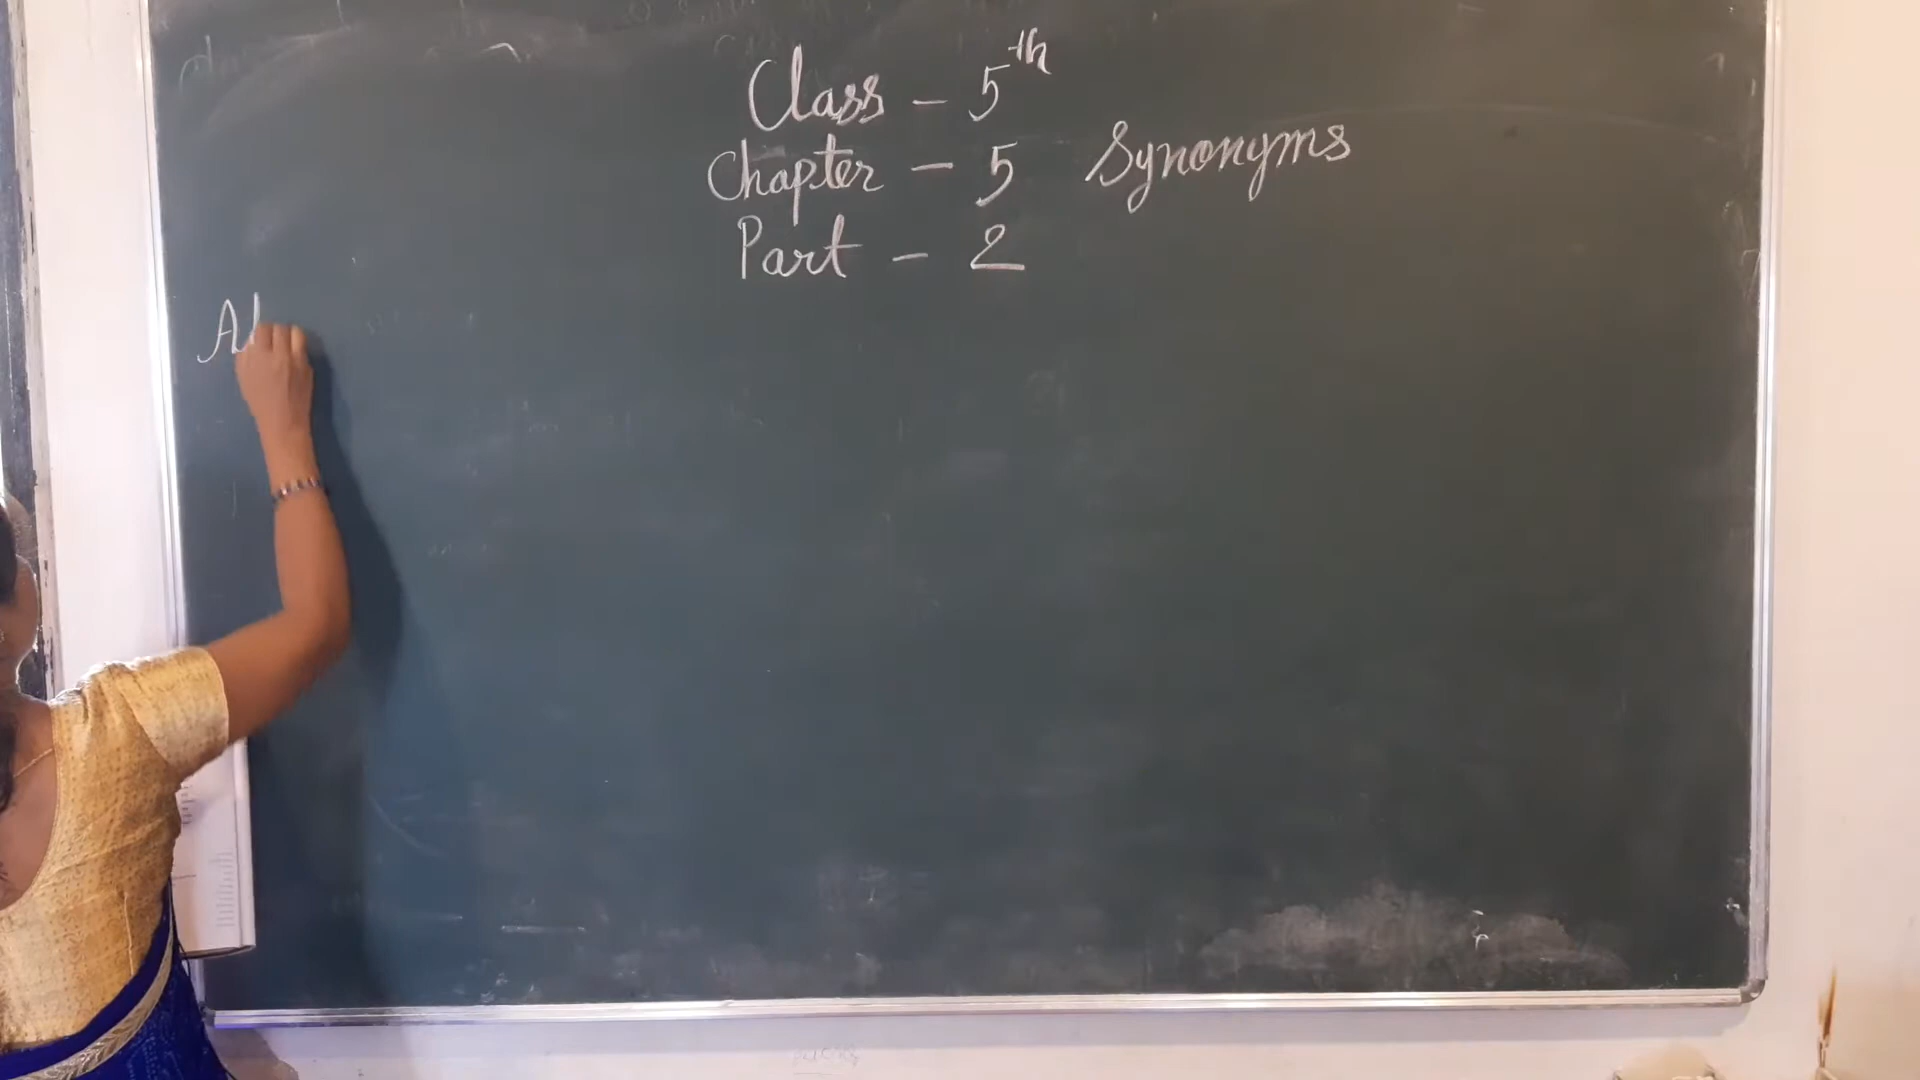 Class - 5th
Chapter - 5 Synonyms
Part - 2